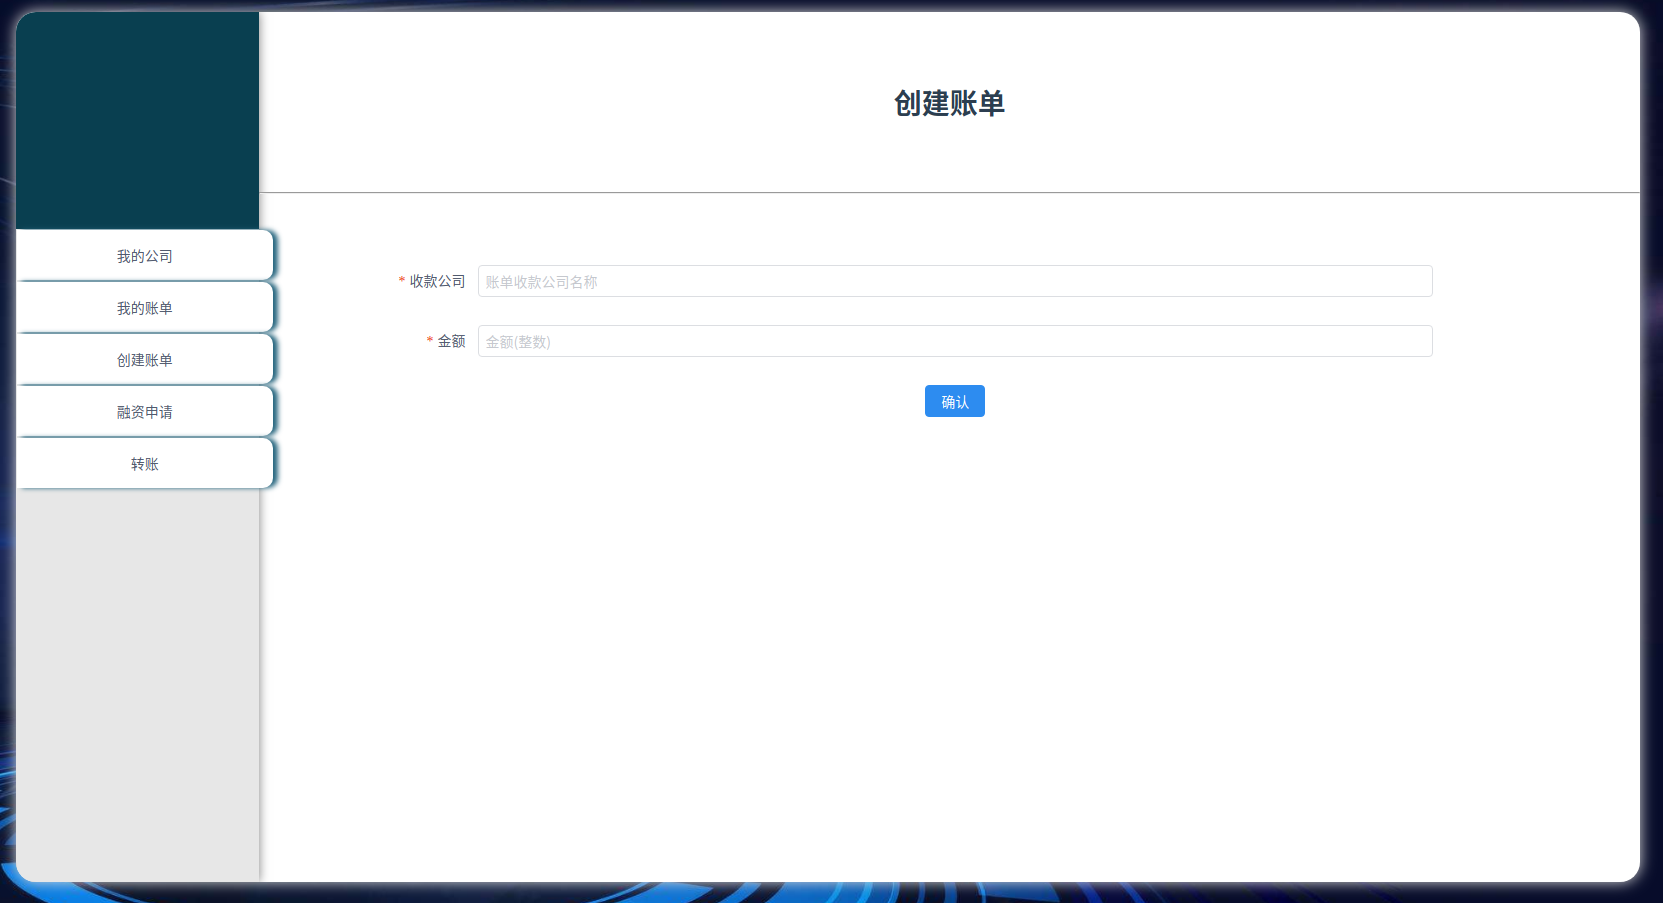 创建账单
我的公司
我的账单
创建账单
融资申请
转账
* 收款公司
账单收款公司名称
* 金额
金额(整数)
确认